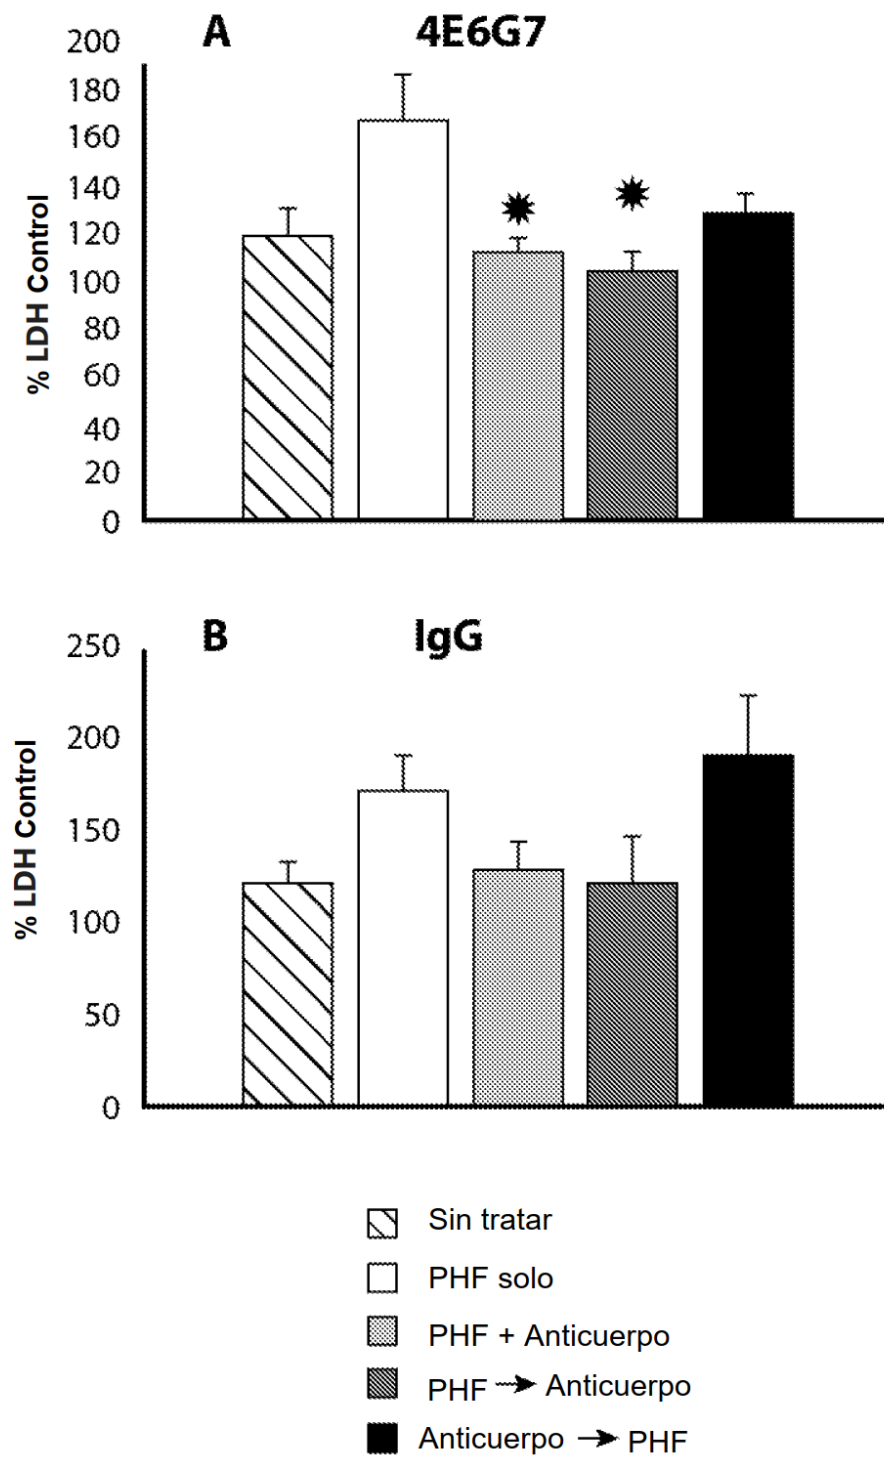 A 4E6G7
200
180
160
140
120
100
80
60
40
20
0
% LDH Control
B IgG
250
200
150
100
50
0
% LDH Control
Sin tratar
PHF solo
PHF + Anticuerpo
PHF → Anticuerpo
Anticuerpo → PHF